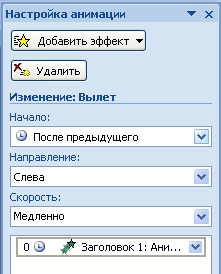 Настройка анимации
Добавить эффект
Удалить
Изменение: Вылет
Начало:
После предыдущего
Направление:
Слева
Скорость:
Медленно
0 Заголовок 1: Ани...